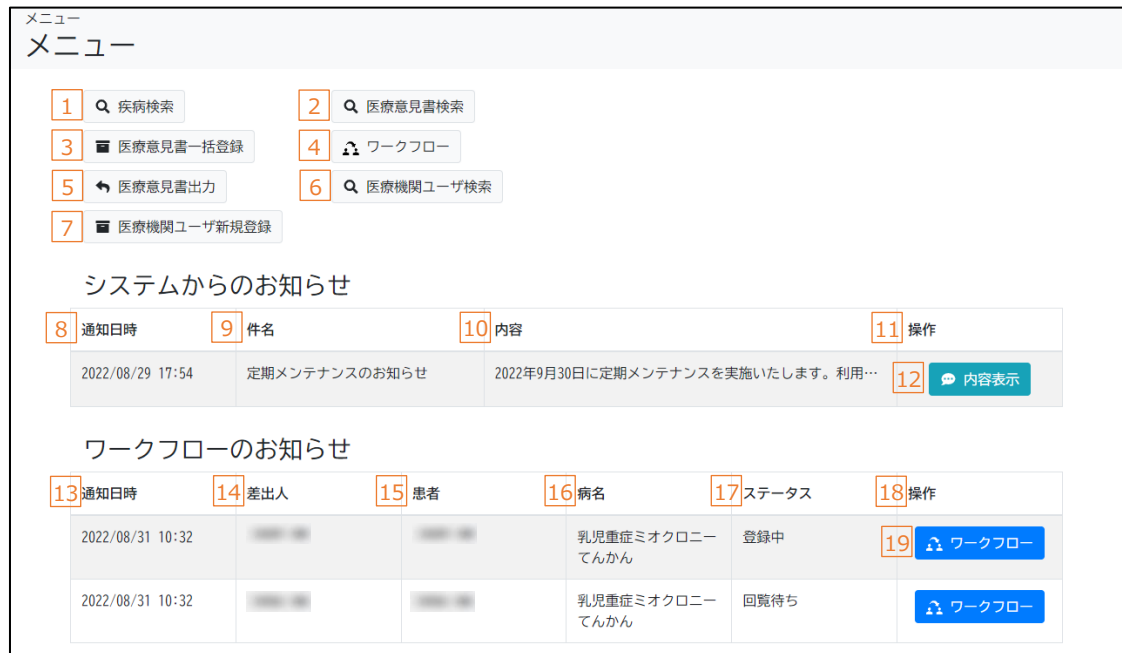 メニュー
メニュー
1 疾病検索 2 医療意見書検索
3 医療意見書一括登録 4 ワークフロー
5 医療意見書出力 6 医療機関ユーザ検索
7 医療機関ユーザ新規登録
システムからのお知らせ
8 通知日時 9 件名 10 内容 11 操作
2022/08/29 17:54 定期メンテナンスのお知らせ 2022年9月30日に定期メンテナンスを実施いたします。利用… 12 内容表示
ワークフローのお知らせ
13 通知日時 14 差出人 15 患者 16 病名 17 ステータス 18 操作
2022/08/31 10:32 乳児重症ミオクロニー 登録中 19 ワークフロー
てんかん
2022/08/31 10:32 乳児重症ミオクロニー 回覧待ち ワークフロー
てんかん